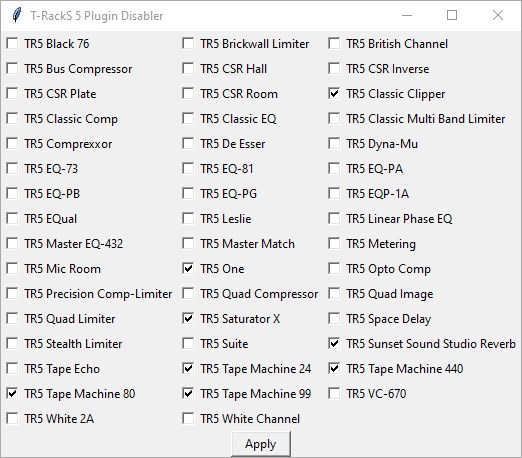 T-RackS 5 Plugin Disabler
TR5 Black 76 TR5 Brickwall Limiter TR5 British Channel
TR5 Bus Compressor TR5 CSR Hall TR5 CSR Inverse
TR5 CSR Plate TR5 CSR Room TR5 Classic Clipper
TR5 Classic Comp TR5 Classic EQ TR5 Classic Multi Band Limiter
TR5 Comprexxor TR5 De Esser TR5 Dyna-Mu
TR5 EQ-73 TR5 EQ-81 TR5 EQ-PA
TR5 EQ-PB TR5 EQ-PG TR5 EQP-1A
TR5 EQual TR5 Leslie TR5 Linear Phase EQ
TR5 Master EQ-432 TR5 Master Match TR5 Metering
TR5 Mic Room TR5 One TR5 Opto Comp
TR5 Precision Comp-Limiter TR5 Quad Compressor TR5 Quad Image
TR5 Quad Limiter TR5 Saturator X TR5 Space Delay
TR5 Stealth Limiter TR5 Suite TR5 Sunset Sound Studio Reverb
TR5 Tape Echo TR5 Tape Machine 24 TR5 Tape Machine 440
TR5 Tape Machine 80 TR5 Tape Machine 99 TR5 VC-670
TR5 White 2A TR5 White Channel
Apply